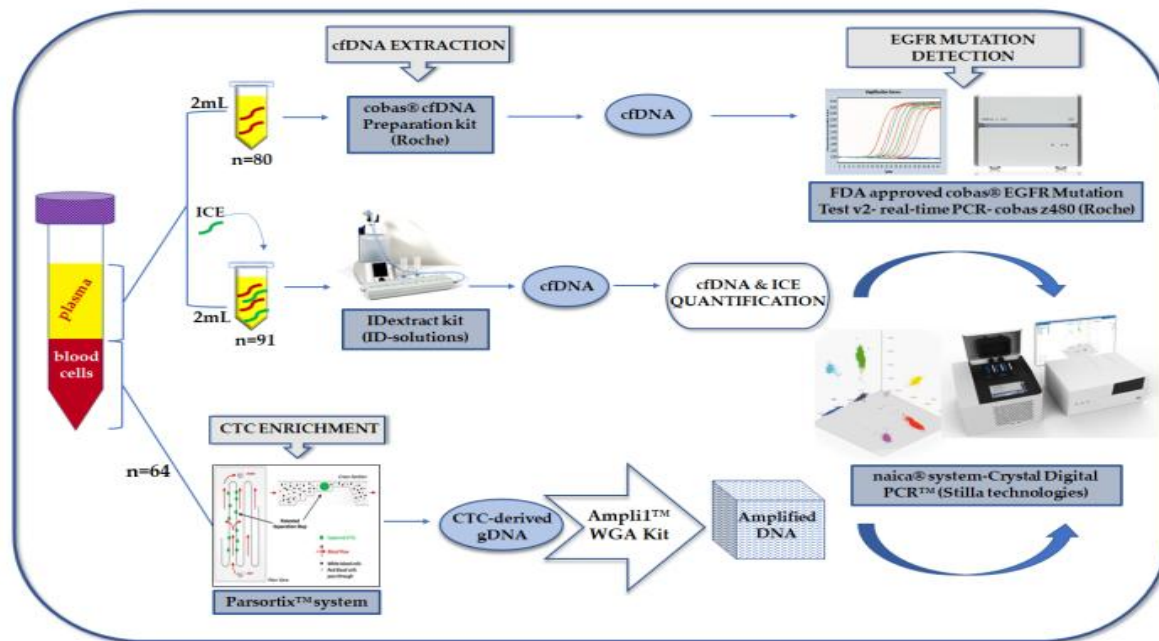 cfDNA EXTRACTION
EGFR MUTATION
DETECTION
2mL
n=80
cobas® cfDNA
Preparation kit
(Roche)
cfDNA
FDA approved cobas® EGFR Mutation
Test v2- real-time PCR- cobas z480 (Roche)
ICE
2mL
n=91
IDextract kit
(ID-solutions)
cfDNA
cfDNA & ICE
QUANTIFICATION
plasma
blood
cells
n=64
CTC ENRICHMENT
Parsortix™ system
CTC-derived
gDNA
Ampli1™
WGA Kit
Amplified
DNA
naica® system-Crystal Digital
PCR™ (Stilla technologies)